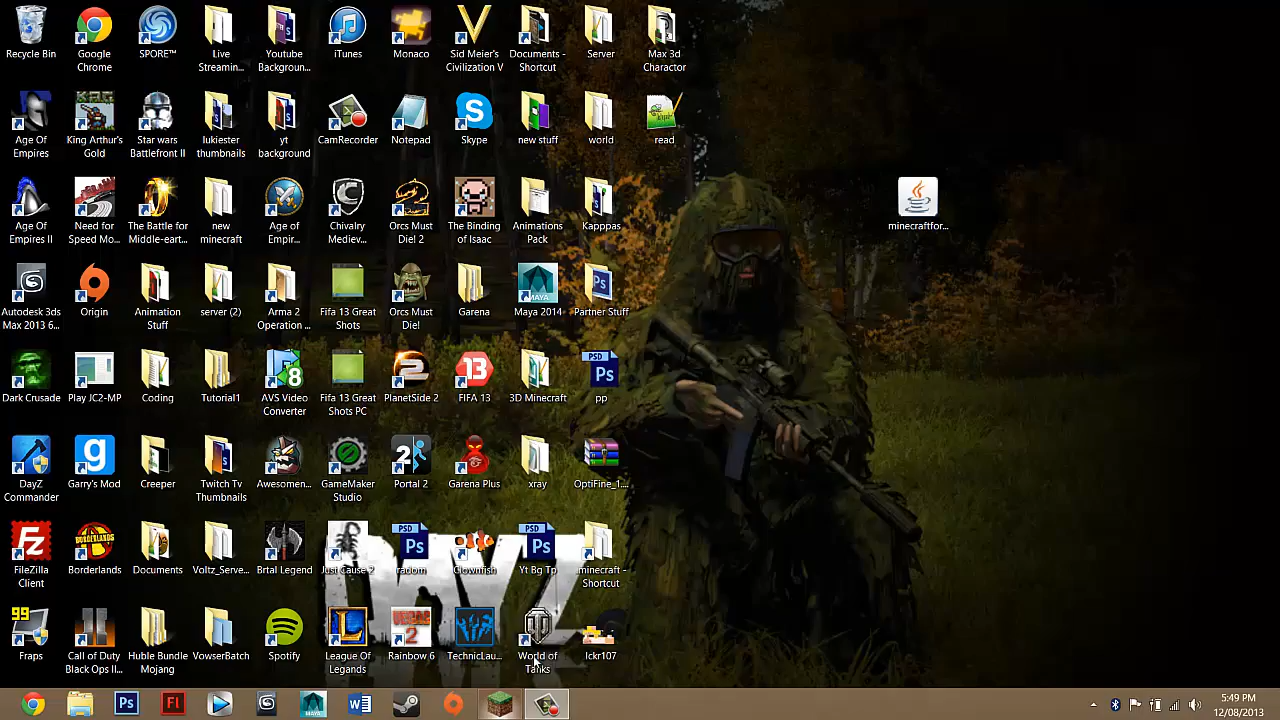 Recycle Bin
Google Chrome
SPORE™
Live Streamin...
Youtube Backgroun...
iTunes
Monaco
Sid Meier's Civilization V
Documents - Shortcut
Server
Max 3d Charactor
Age Of Empires
King Arthur's Gold
Star wars Battlefront II
lukiester thumbnails
yt background
CamRecorder
Notepad
Skype
new stuff
world
read
Age Of Empires II
Need for Speed Mo...
The Battle for Middle-eart...
new minecraft
Age of Empir...
Chivalry Mediev...
Orcs Must Die! 2
The Binding of Isaac
Animations Pack
Kapppas
minecraftfor...
Autodesk 3ds Max 2013 6...
Origin
Animation Stuff
server (2)
Arma 2 Operation ...
Fifa 13 Great Shots
Orcs Must Die!
Garena
Maya 2014
Partner Stuff
Dark Crusade
Play JC2-MP
Coding
Tutorial1
AVS Video Converter
Fifa 13 Great Shots PC
PlanetSide 2
FIFA 13
3D Minecraft
pp
DayZ Commander
Garry's Mod
Creeper
Twitch Tv Thumbnails
Awesomen...
GameMaker Studio
Portal 2
Garena Plus
xray
OptiFine_1....
FileZilla Client
Borderlands
Documents
Voltz_Serve...
Brtal Legend
Just Cause 2
radom
Clownfish
Yt Bg Tp
minecraft - Shortcut
Fraps
Call of Duty Black Ops II...
Huble Bundle Mojang
VowserBatch
Spotify
League Of Legands
Rainbow 6
TechnicLau...
World of Tanks
lckr107
5:49 PM
12/08/2013